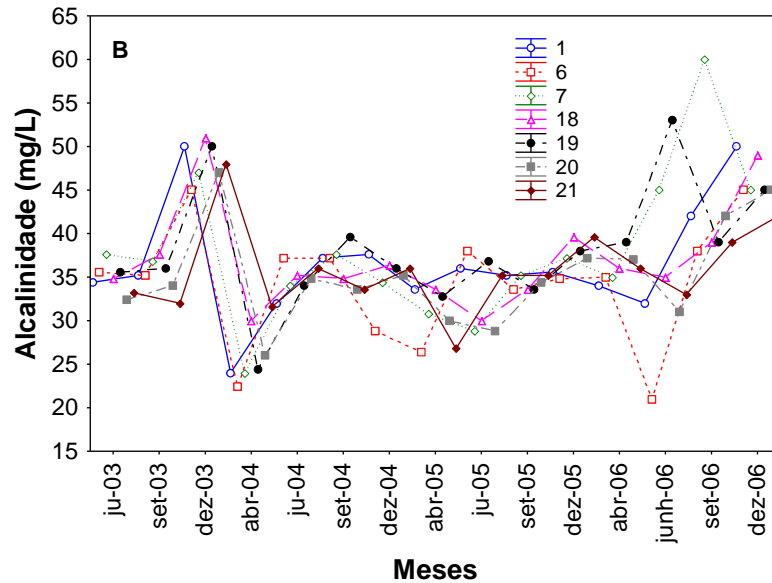 B
Alcalinidade (mg/L)
65
60
55
50
45
40
35
30
25
20
15
1
6
7
18
19
20
21
ju-03
set-03
dez-03
abr-04
ju-04
set-04
dez-04
abr-05
ju-05
set-05
dez-05
abr-06
junh-06
set-06
dez-06
Meses